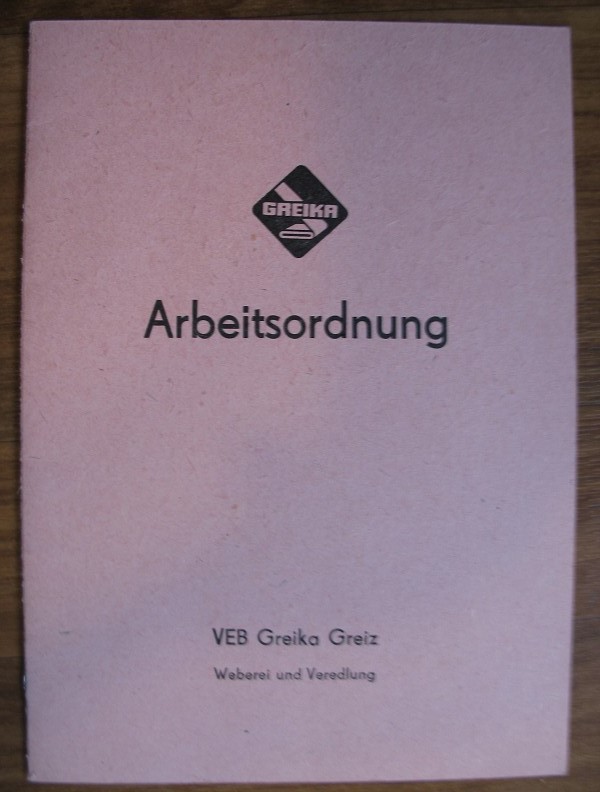 GREIKA
Arbeitsordnung
VEB Greika Greiz
Weberei und Veredlung